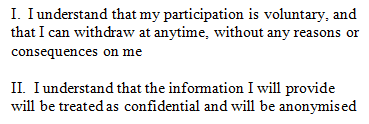 I. I understand that my participation is voluntary, and
that I can withdraw at anytime, without any reasons or
consequences on me
II. I understand that the information I will provide
will be treated as confidential and will be anonymised